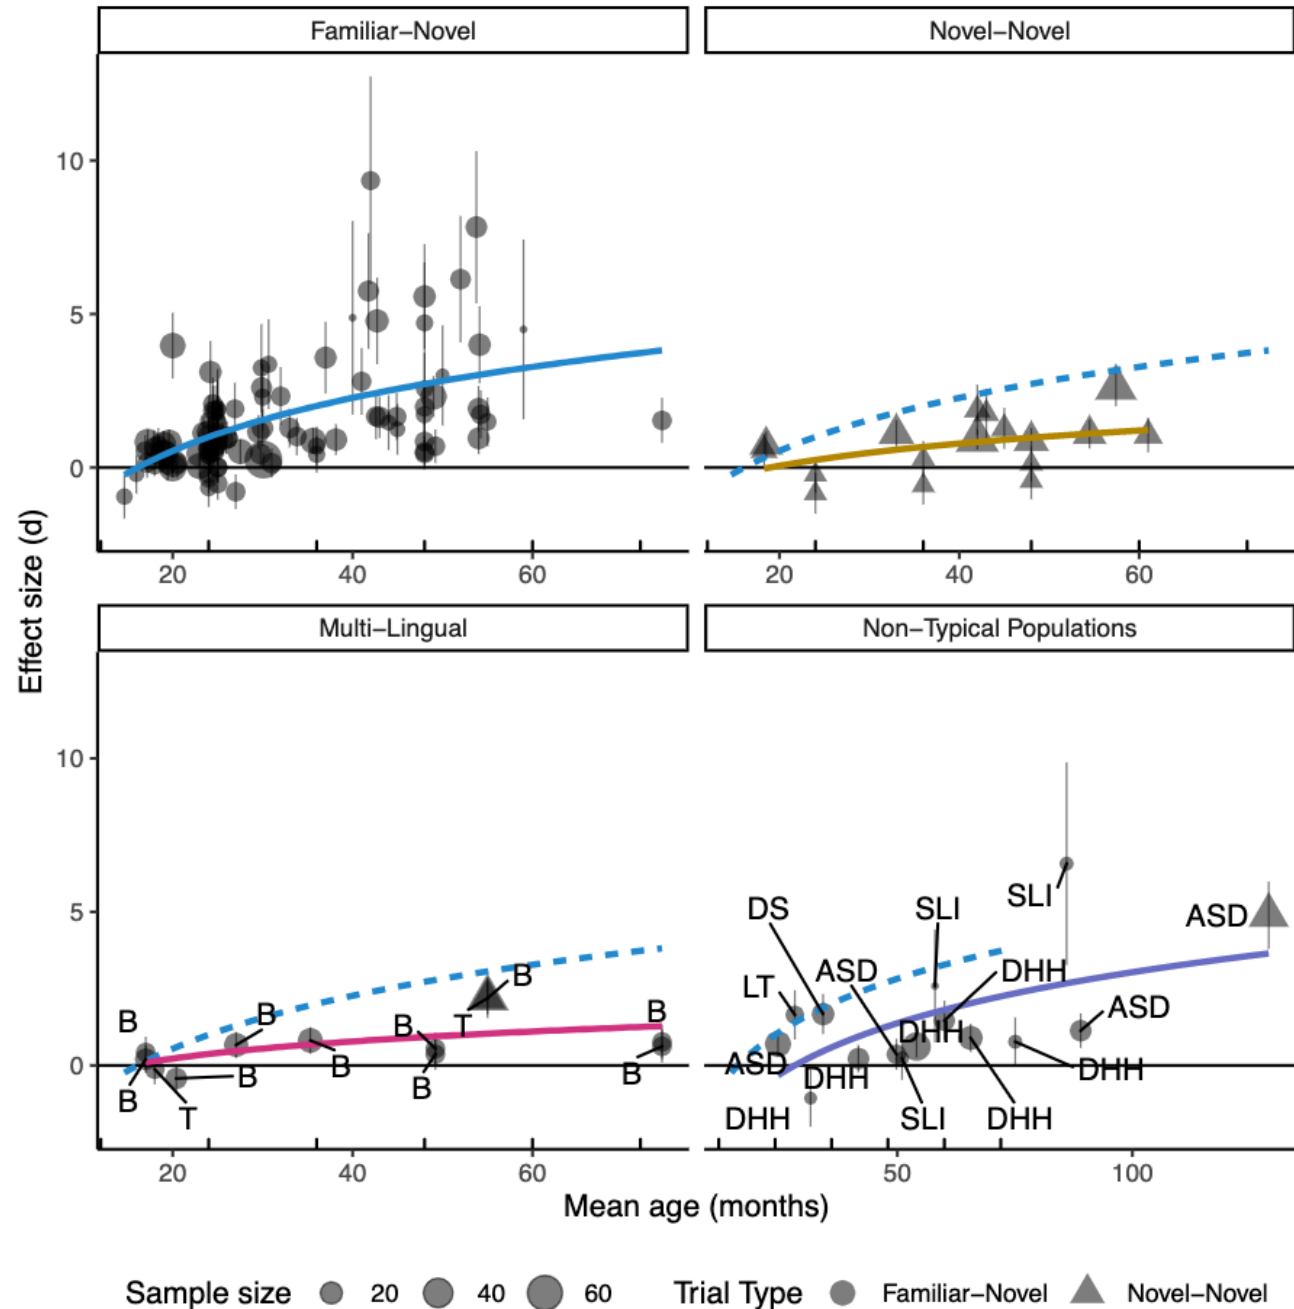 Familiar−Novel
Novel−Novel
10
5
0
20 40 60
20 40 60
Effect size (d)
Multi−Lingual
Non−Typical Populations
10
5
0
B
B
B
T
B
B
B
B
B
T
B
B
B
DS
LT
ASD
SLI
SLI
ASD
DHH
ASD
DHH
ASD
DHH
DHH
DHH
SLI
DHH
20 40 60
50 100
Mean age (months)
Sample size 20 40 60 Trial Type Familiar−Novel Novel−Novel